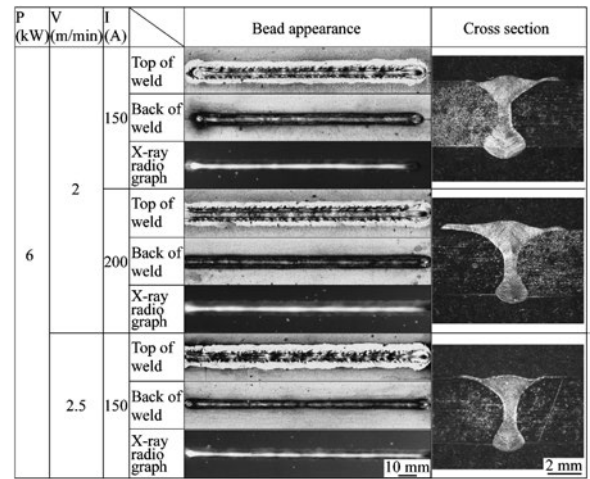 P V I
(kW) (m/min) (A)
Bead appearance
Cross section
6
2
150
Top of
weld
Back of
weld
X-ray
radio
graph
200
Top of
weld
Back of
weld
X-ray
radio
graph
2.5
150
Top of
weld
Back of
weld
X-ray
radio
graph
10 mm
2 mm